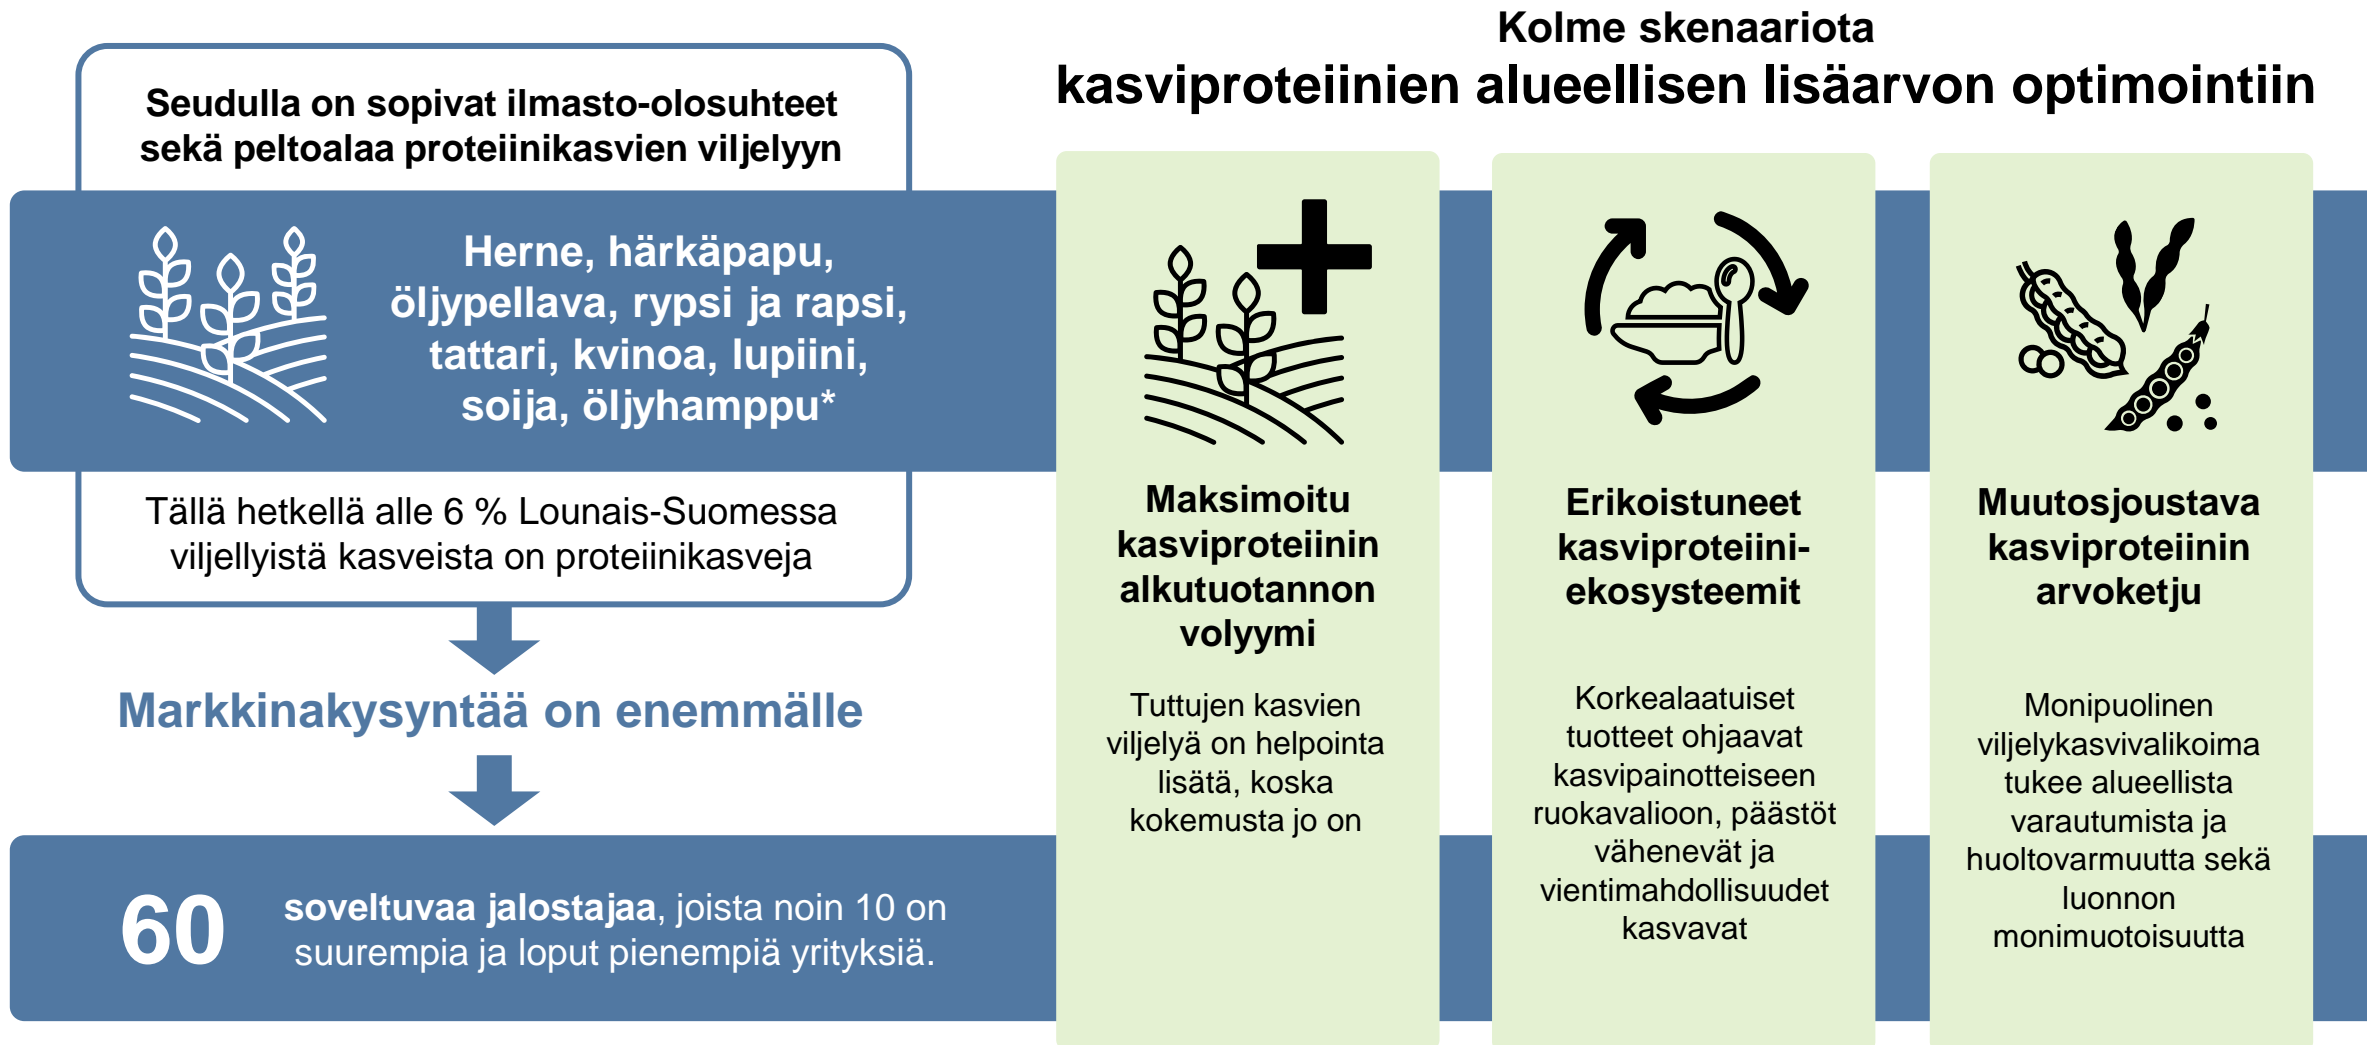 Seudulla on sopivat ilmasto-olosuhteet
sekä peltoalaa proteiinikasvien viljelyyn
Herne, härkäpapu,
öljypellava, rypsi ja rapsi,
tattari, kvinoa, lupiini,
soija, öljyhamppu*
Tällä hetkellä alle 6 % Lounais-Suomessa
viljellyistä kasveista on proteiinikasveja
Markkinakysyntää on enemmälle
60
soveltuvaa jalostajaa, joista noin 10 on
suurempia ja loput pienempiä yrityksiä.
Kolme skenaariota
kasviproteiinien alueellisen lisäarvon optimointiin
Maksimoitu
kasviproteiinin
alkutuotannon
volyymi
Tuttujen kasvien
viljelyä on helpointa
lisätä, koska
kokemusta jo on
Erikoistuneet
kasviproteiini-
ekosysteemit
Korkealaatuiset
tuotteet ohjaavat
kasvipainotteiseen
ruokavalioon, päästöt
vähenevät ja
vientimahdollisuudet
kasvavat
Muutosjoustava
kasviproteiinin
arvoketju
Monipuolinen
viljelykasvivalikoima
tukee alueellista
varautumista ja
huoltovarmuutta sekä
luonnon
monimuotoisuutta